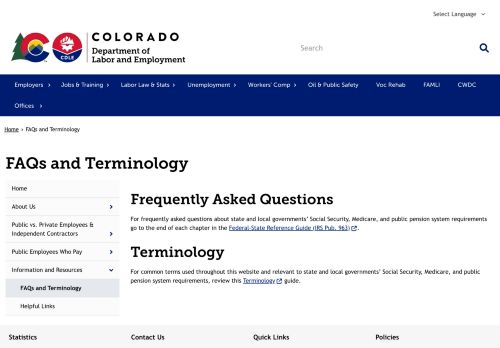 Select Language
COLORADO
Department of
Labor and Employment
CDLE
Search
Employers
Jobs & Training
Labor Law & Stats
Unemployment
Workers' Comp
Oil & Public Safety
Voc Rehab
FAMLI
CWDC
Offices
Home › FAQs and Terminology
FAQs and Terminology
Home
About Us
Public vs. Private Employees &
Independent Contractors
Public Employees Who Pay
Information and Resources
FAQs and Terminology
Helpful Links
Frequently Asked Questions
For frequently asked questions about state and local governments' Social Security, Medicare, and public pension system requirements
go to the end of each chapter in the Federal-State Reference Guide (IRS Pub. 963).
Terminology
For common terms used throughout this website and relevant to state and local governments' Social Security, Medicare, and public
pension system requirements, review this Terminology guide.
Statistics
Contact Us
Quick Links
Policies